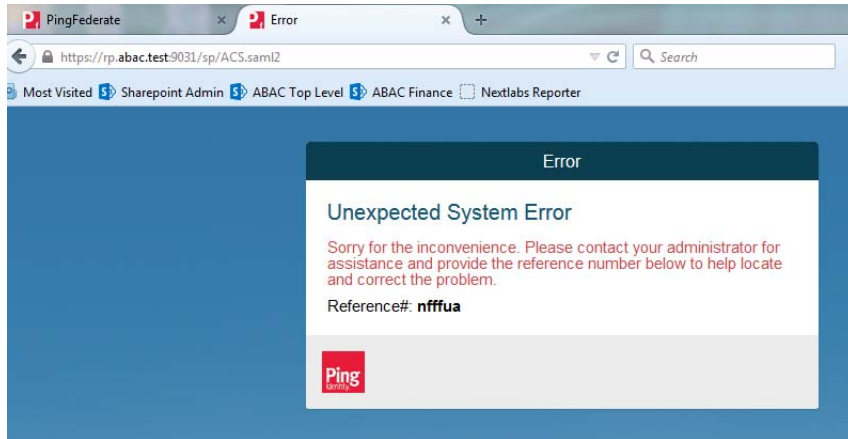 PingFederate
Error
https://rp.abac.test:9031/sp/ACS.saml2
Search
Most Visited Sharepoint Admin ABAC Top Level ABAC Finance Nextlabs Reporter
Error
Unexpected System Error
Sorry for the inconvenience. Please contact your administrator for
assistance and provide the reference number below to help locate
and correct the problem.
Reference#: nfffua
Ping
Identity